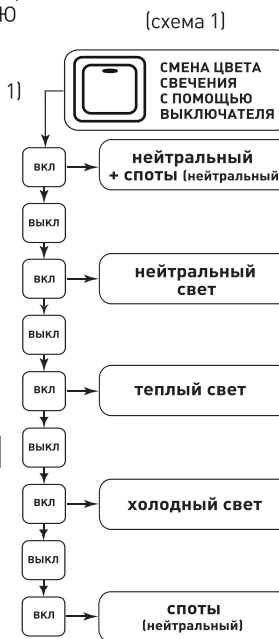 Ю
(схема 1)
1)
СМЕНА ЦВЕТА
СВЕЧЕНИЯ
С ПОМОЩЬЮ
ВЫКЛЮЧАТЕЛЯ
ВКЛ
нейтральный
+ споты (нейтральный
ВЫКЛ
ВКЛ
нейтральный
свет
ВЫКЛ
ВКЛ
теплый свет
ВЫКЛ
ВКЛ
холодный свет
ВЫКЛ
ВКЛ
споты
(нейтральный)